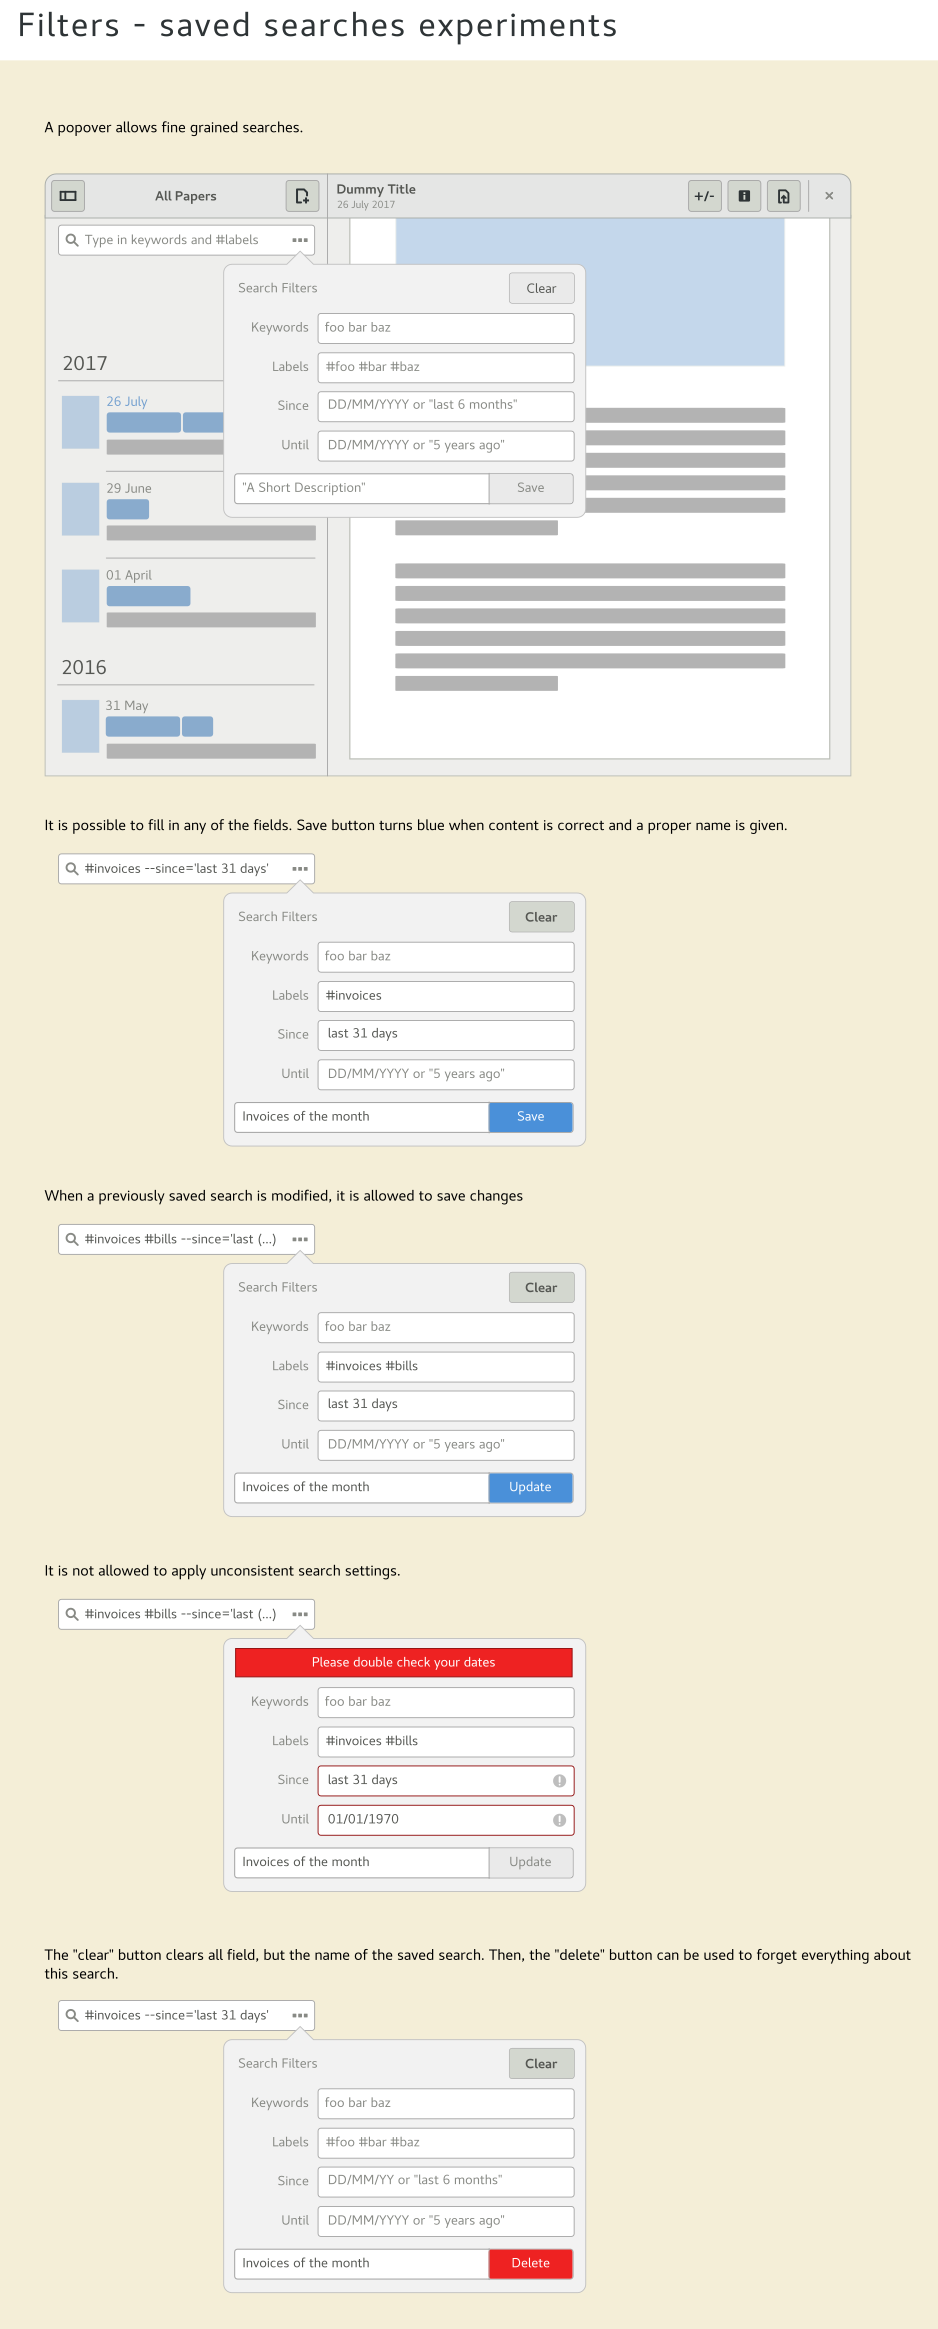 Filters - saved searches experiments
A popover allows fine grained searches.
All Papers
Dummy Title
26 July 2017
+/-
Type in keywords and #labels
Search Filters
Clear
Keywords
foo bar baz
Labels
#foo #bar #baz
Since
DD/MM/YYYY or "last 6 months"
Until
DD/MM/YYYY or "5 years ago"
"A Short Description"
Save
2017
26 July
29 June
01 April
2016
31 May
It is possible to fill in any of the fields. Save button turns blue when content is correct and a proper name is given.
#invoices --since='last 31 days'
Search Filters
Clear
Keywords
foo bar baz
Labels
#invoices
Since
last 31 days
Until
DD/MM/YYYY or "5 years ago"
Invoices of the month
Save
When a previously saved search is modified, it is allowed to save changes
#invoices #bills --since='last (...)
Search Filters
Clear
Keywords
foo bar baz
Labels
#invoices #bills
Since
last 31 days
Until
DD/MM/YYYY or "5 years ago"
Invoices of the month
Update
It is not allowed to apply unconsistent search settings.
#invoices #bills --since='last (...)
Please double check your dates
Keywords
foo bar baz
Labels
#invoices #bills
Since
last 31 days
Until
01/01/1970
Invoices of the month
Update
The "clear" button clears all field, but the name of the saved search. Then, the "delete" button can be used to forget everything about
this search.
#invoices --since='last 31 days'
Search Filters
Clear
Keywords
foo bar baz
Labels
#foo #bar #baz
Since
DD/MM/YY or "last 6 months"
Until
DD/MM/YYYY or "5 years ago"
Invoices of the month
Delete